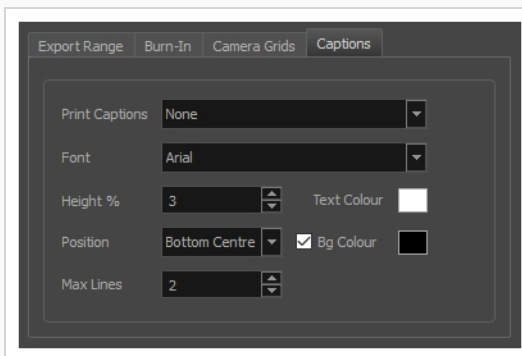 Export Range Burn-In Camera Grids Captions
Print Captions None
Font Arial
Height % 3 Text Colour
Position Bottom Centre Bg Colour
Max Lines 2